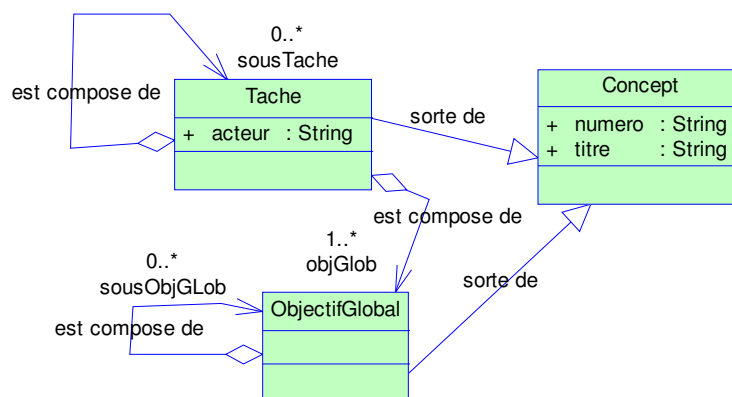 0..*
sousTache
est compose de
Tache
+ acteur : String
sorte de
Concept
+ numero : String
+ titre : String
est compose de
1..*
objGlob
0..*
sousObjGLob
est compose de
ObjectifGlobal
sorte de